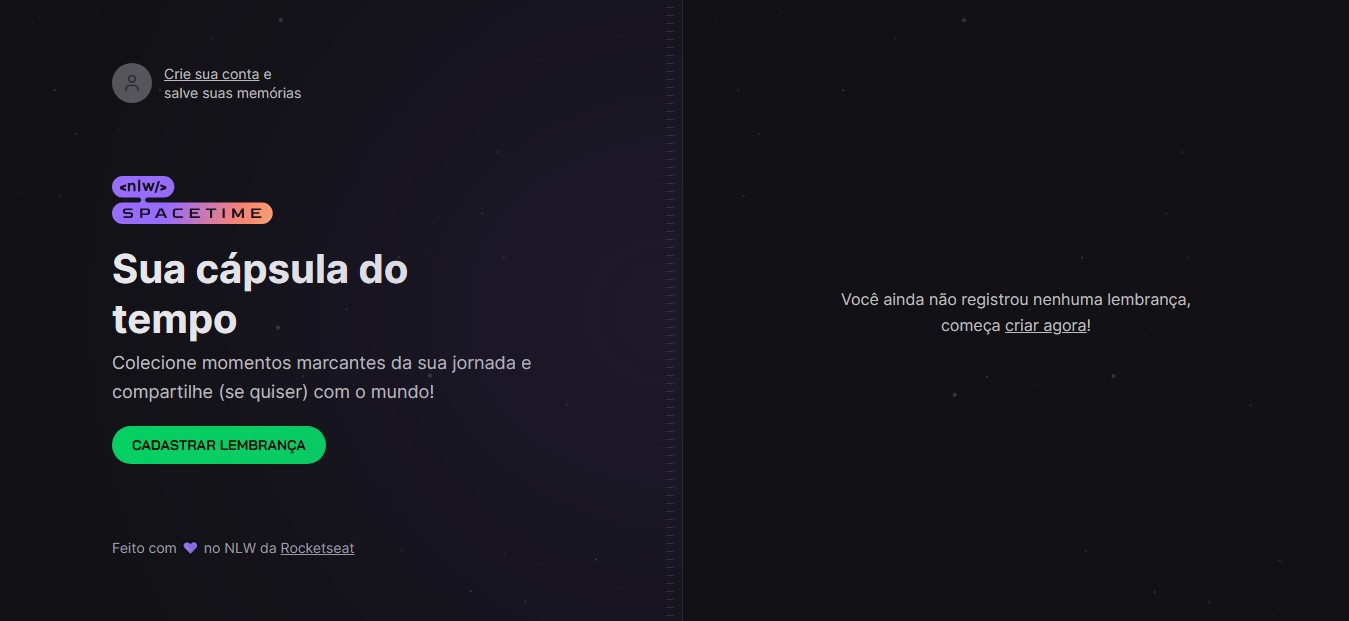 Crie sua conta e
salve suas memórias
<nlw/>
SPACETIME
Sua cápsula do
tempo
Colecione momentos marcantes da sua jornada e
compartilhe (se quiser) com o mundo!
CADASTRAR LEMBRANÇA
Feito com 💜 no NLW da Rocketseat
Você ainda não registrou nenhuma lembrança,
começa criar agora!